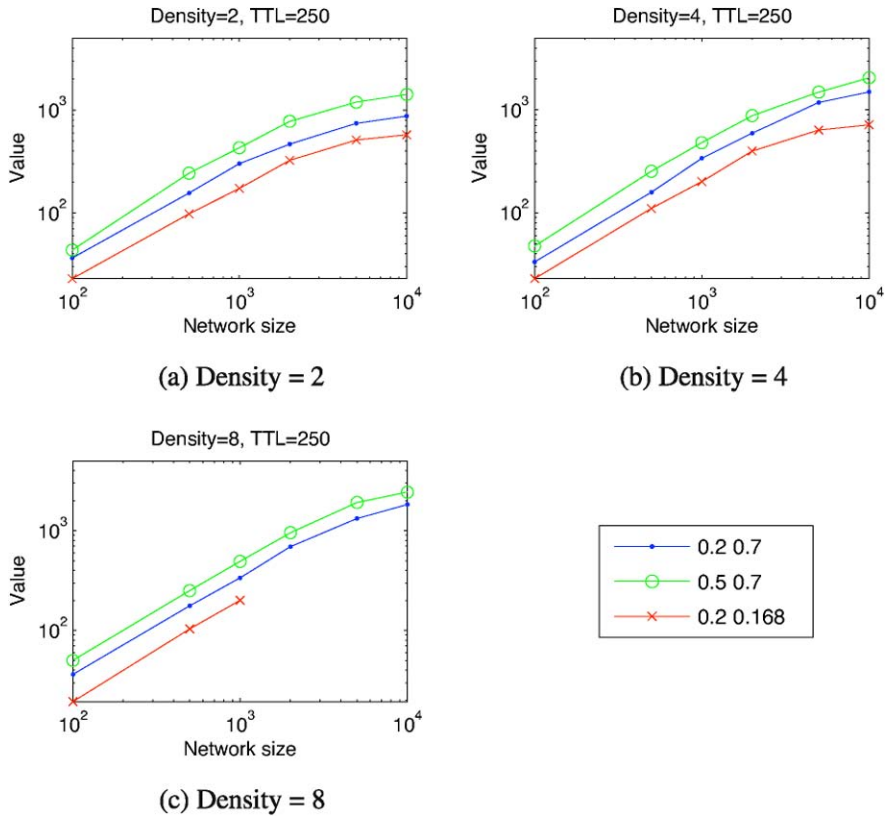 Density=2, TTL=250
Value
10³
10²
10² 10³ 10⁴
Network size
(a) Density = 2
Density=4, TTL=250
Value
10³
10²
10² 10³ 10⁴
Network size
(b) Density = 4
Density=8, TTL=250
Value
10³
10²
10² 10³ 10⁴
Network size
(c) Density = 8
0.2 0.7
0.5 0.7
0.2 0.168